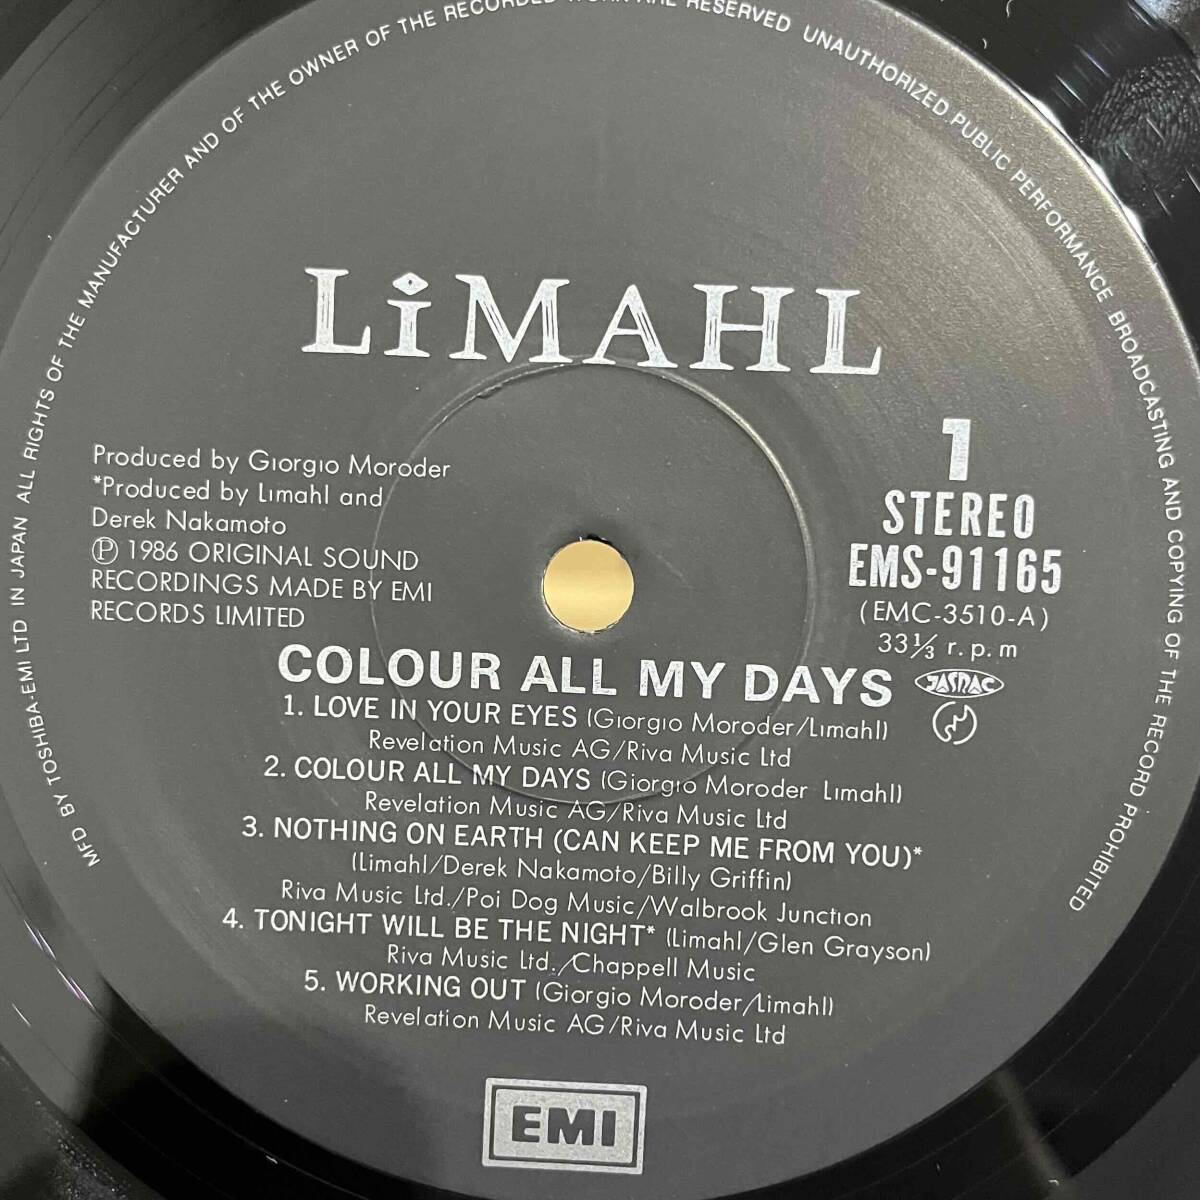 MFD BY TOSHIBA-EMI LTD IN JAPAN ALL RIGHTS OF THE MANUFACTURER AND OF THE OWNER OF THE RECORDED WORK ARE RESERVED UNAUTHORIZED PUBLIC PERFORMANCE BROADCASTING AND COPYING OF THE RECORD PROHIBITED
LiMAHL
Produced by Giorgio Moroder
*Produced by Limahl and
Derek Nakamoto
Ⓟ 1986 ORIGINAL SOUND
RECORDINGS MADE BY EMI
RECORDS LIMITED
1
STEREO
EMS-91165
(EMC-3510-A)
33⅓ r.p.m
JASRAC
COLOUR ALL MY DAYS
1. LOVE IN YOUR EYES (Giorgio Moroder/Limahl)
Revelation Music AG/Riva Music Ltd
2. COLOUR ALL MY DAYS (Giorgio Moroder Limahl)
Revelation Music AG/Riva Music Ltd
3. NOTHING ON EARTH (CAN KEEP ME FROM YOU)*
(Limahl/Derek Nakamoto/Billy Griffin)
Riva Music Ltd./Poi Dog Music/Walbrook Junction
4. TONIGHT WILL BE THE NIGHT* (Limahl/Glen Grayson)
Riva Music Ltd./Chappell Music
5. WORKING OUT (Giorgio Moroder/Limahl)
Revelation Music AG/Riva Music Ltd
EMI